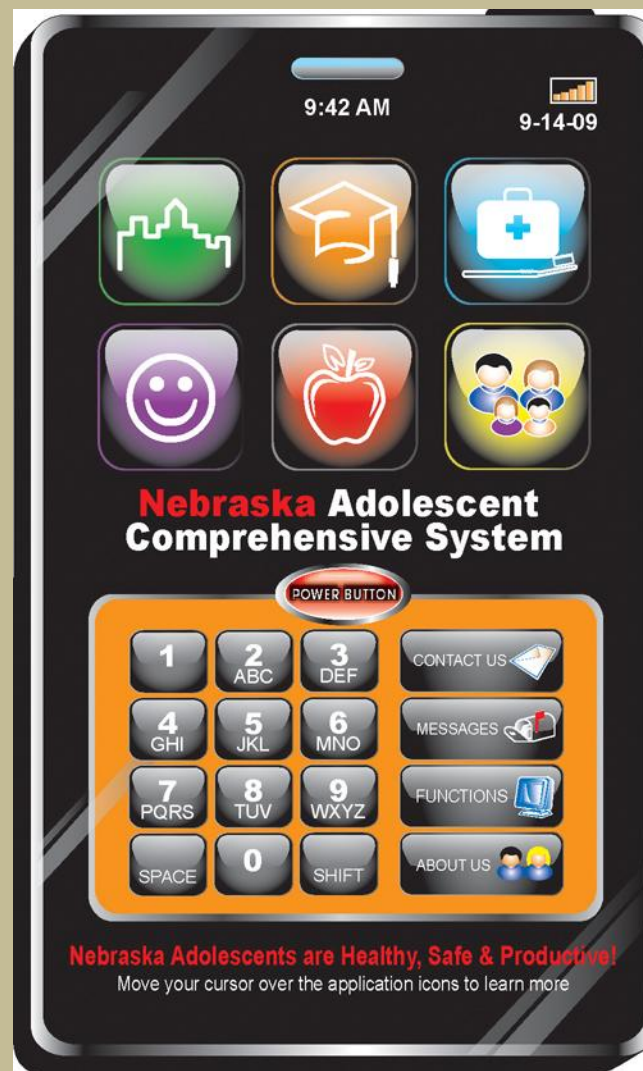 9:42 AM
9-14-09
Nebraska Adolescent
Comprehensive System
POWER BUTTON
1
2
ABC
3
DEF
CONTACT US
4
GHI
5
JKL
6
MNO
MESSAGES
7
PQRS
8
TUV
9
WXYZ
FUNCTIONS
SPACE
0
SHIFT
ABOUT US
Nebraska Adolescents are Healthy, Safe & Productive!
Move your cursor over the application icons to learn more